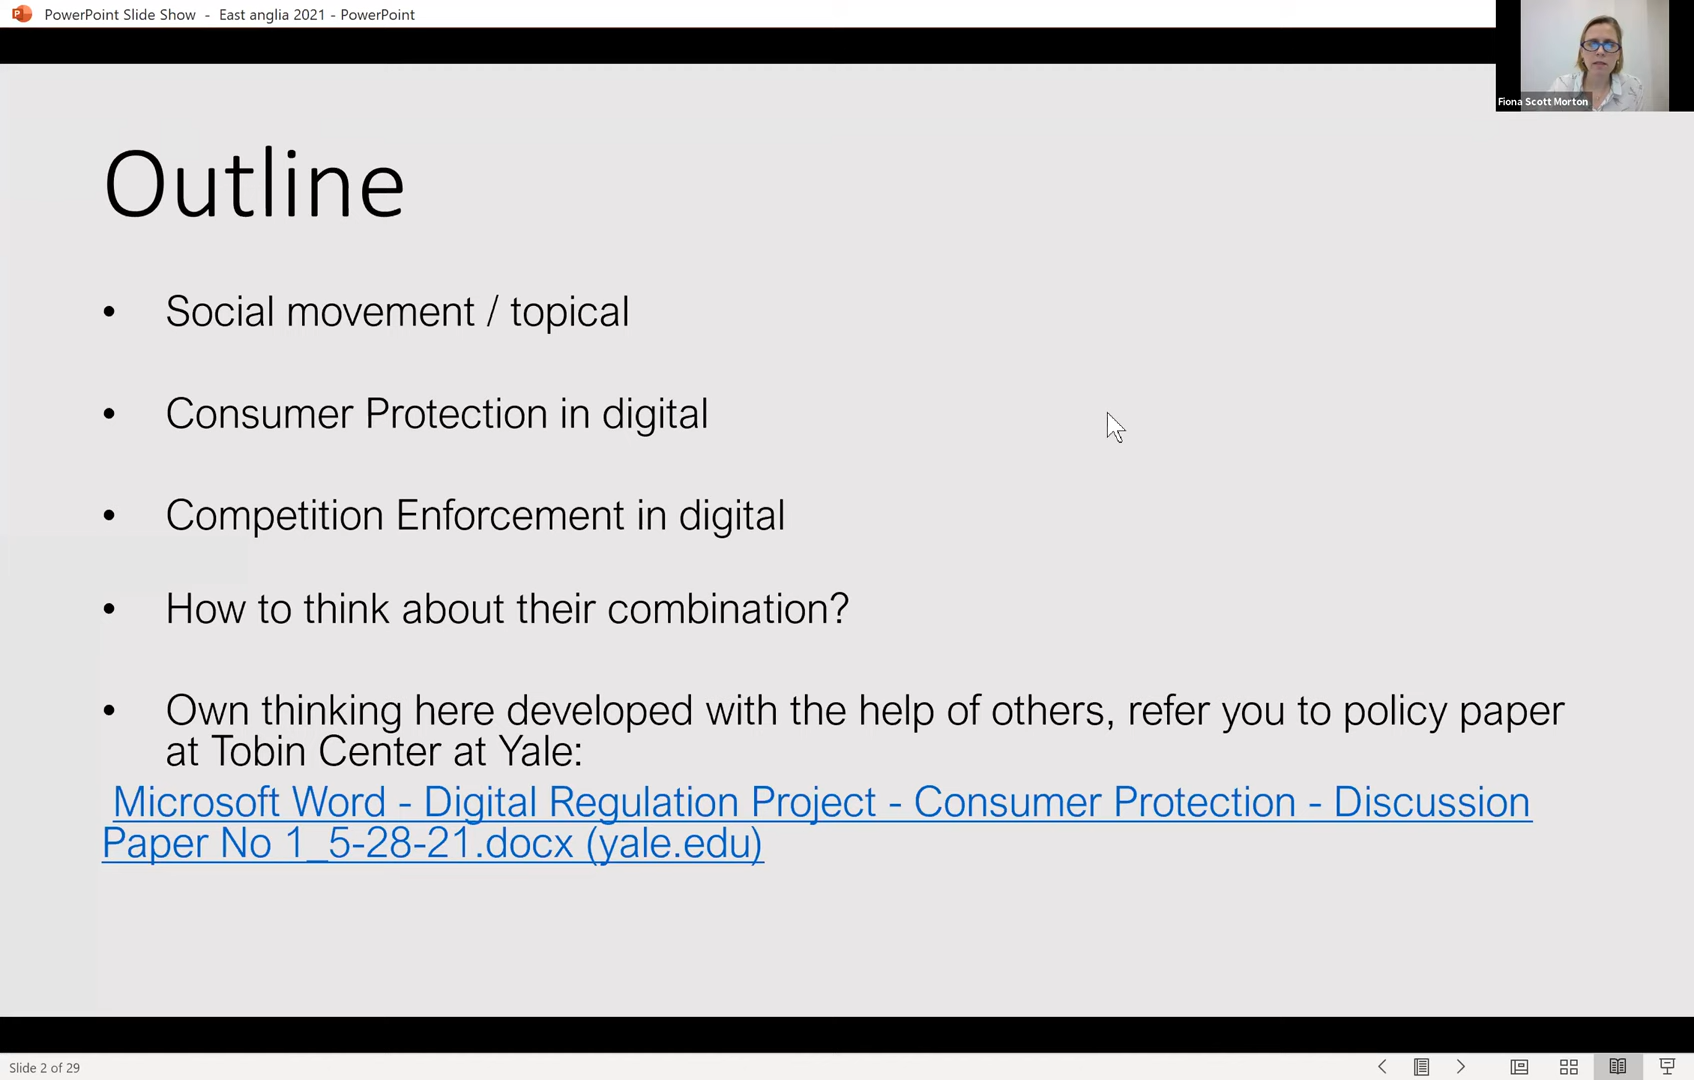 PowerPoint Slide Show - East anglia 2021 - PowerPoint
Fiona Scott Morton
Outline
• Social movement / topical
• Consumer Protection in digital
• Competition Enforcement in digital
• How to think about their combination?
• Own thinking here developed with the help of others, refer you to policy paper
at Tobin Center at Yale:
Microsoft Word - Digital Regulation Project - Consumer Protection - Discussion
Paper No 1_5-28-21.docx (yale.edu)
Slide 2 of 29